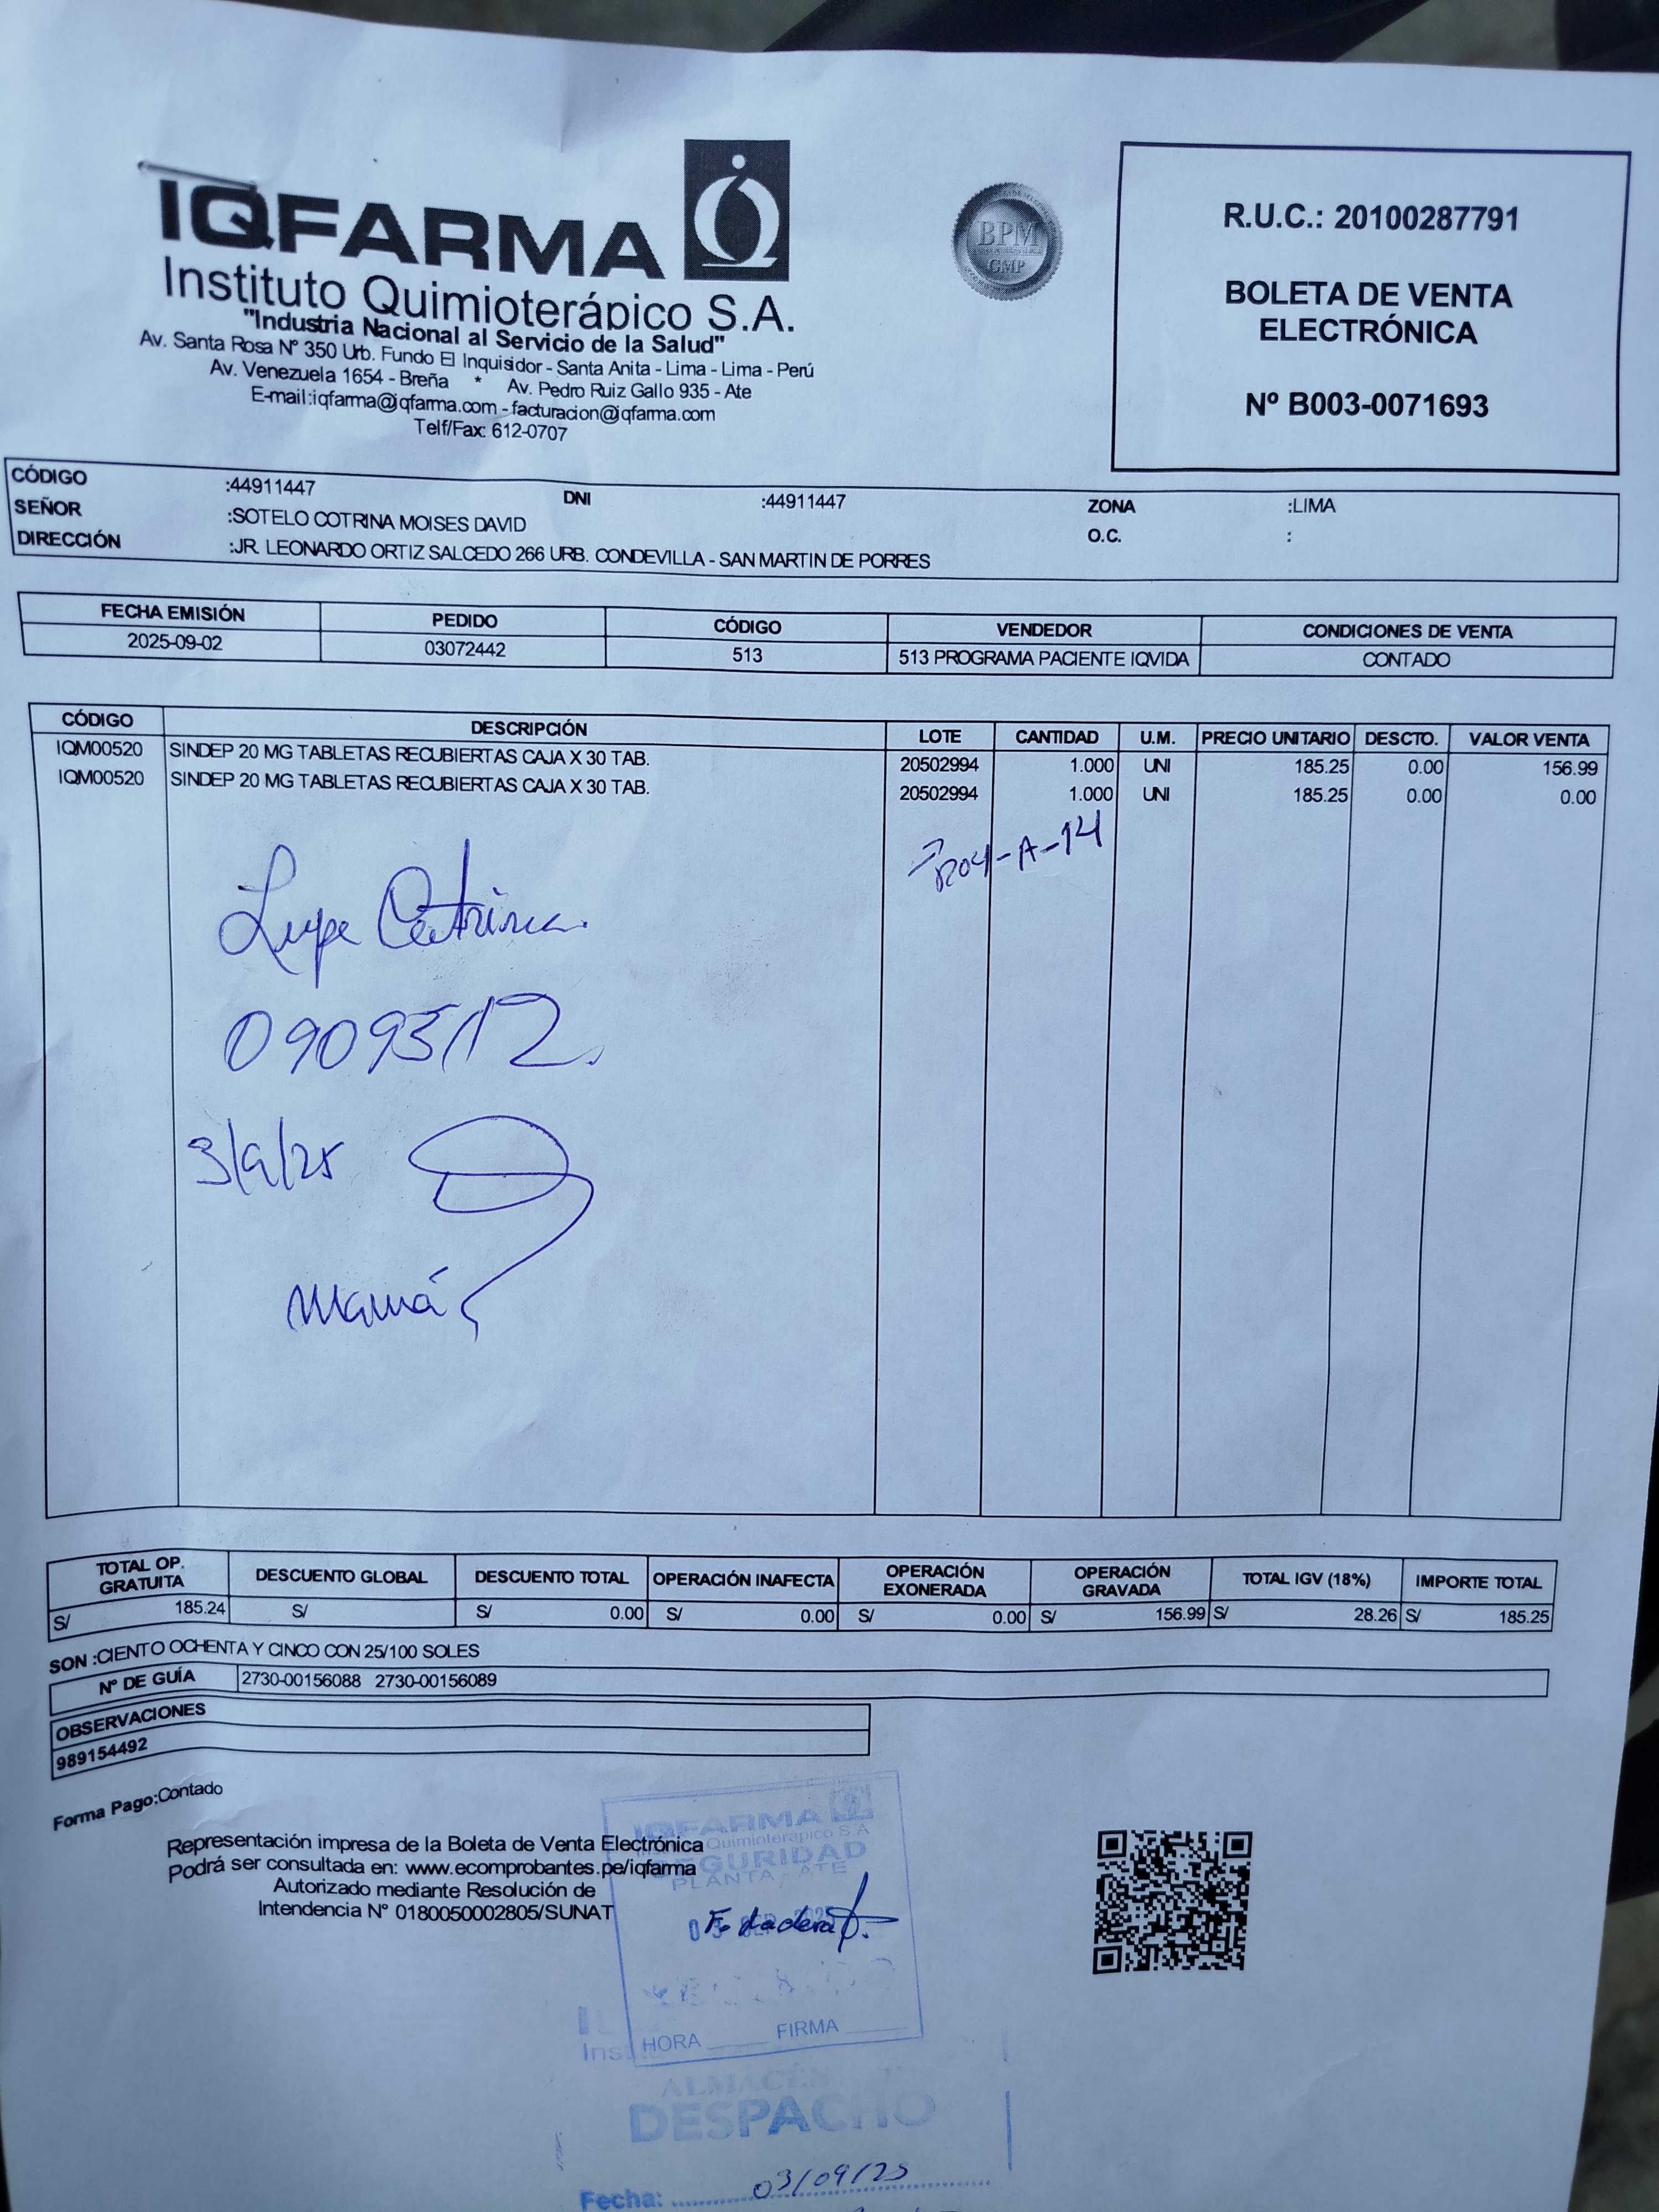 IQFARMA
Instituto Quimioterápico S.A.
"Industria Nacional al Servicio de la Salud"
Av. Santa Rosa N° 350 Urb. Fundo El Inquisidor - Santa Anita - Lima - Lima - Perú
Av. Venezuela 1654 - Breña * Av. Pedro Ruiz Gallo 935 - Ate
E-mail:iqfarma@iqfarma.com - facturacion@iqfarma.com
Telf/Fax: 612-0707
BPM
GMP
R.U.C.: 20100287791
BOLETA DE VENTA
ELECTRÓNICA
Nº B003-0071693
CÓDIGO :44911447 DNI :44911447 ZONA :LIMA
SEÑOR :SOTELO COTRINA MOISES DAVID O.C. :
DIRECCIÓN :JR. LEONARDO ORTIZ SALCEDO 266 URB. CONDEVILLA - SAN MARTIN DE PORRES
FECHA EMISIÓN PEDIDO CÓDIGO VENDEDOR CONDICIONES DE VENTA
2025-09-02 03072442 513 513 PROGRAMA PACIENTE IQVIDA CONTADO
CÓDIGO DESCRIPCIÓN LOTE CANTIDAD U.M. PRECIO UNITARIO DESCTO. VALOR VENTA
IQM00520 SINDEP 20 MG TABLETAS RECUBIERTAS CAJA X 30 TAB. 20502994 1.000 UNI 185.25 0.00 156.99
IQM00520 SINDEP 20 MG TABLETAS RECUBIERTAS CAJA X 30 TAB. 20502994 1.000 UNI 185.25 0.00 0.00
R04-A-14
Lupe Cotrina.
09093512.
3/9/25
Mamá
TOTAL OP. GRATUITA DESCUENTO GLOBAL DESCUENTO TOTAL OPERACIÓN INAFECTA OPERACIÓN EXONERADA OPERACIÓN GRAVADA TOTAL IGV (18%) IMPORTE TOTAL
S/ 185.24 S/ S/ 0.00 S/ 0.00 S/ 0.00 S/ 156.99 S/ 28.26 S/ 185.25
SON :CIENTO OCHENTA Y CINCO CON 25/100 SOLES
Nº DE GUÍA 2730-00156088 2730-00156089
OBSERVACIONES
989154492
Forma Pago:Contado
Representación impresa de la Boleta de Venta Electrónica
Podrá ser consultada en: www.ecomprobantes.pe/iqfarma
Autorizado mediante Resolución de
Intendencia N° 0180050002805/SUNAT
IQFARMA
Quimioterapico S.A
SEGURIDAD
PLANTA - ATE
HORA FIRMA
ALMACÉN
DESPACHO
Fecha: 03/09/25